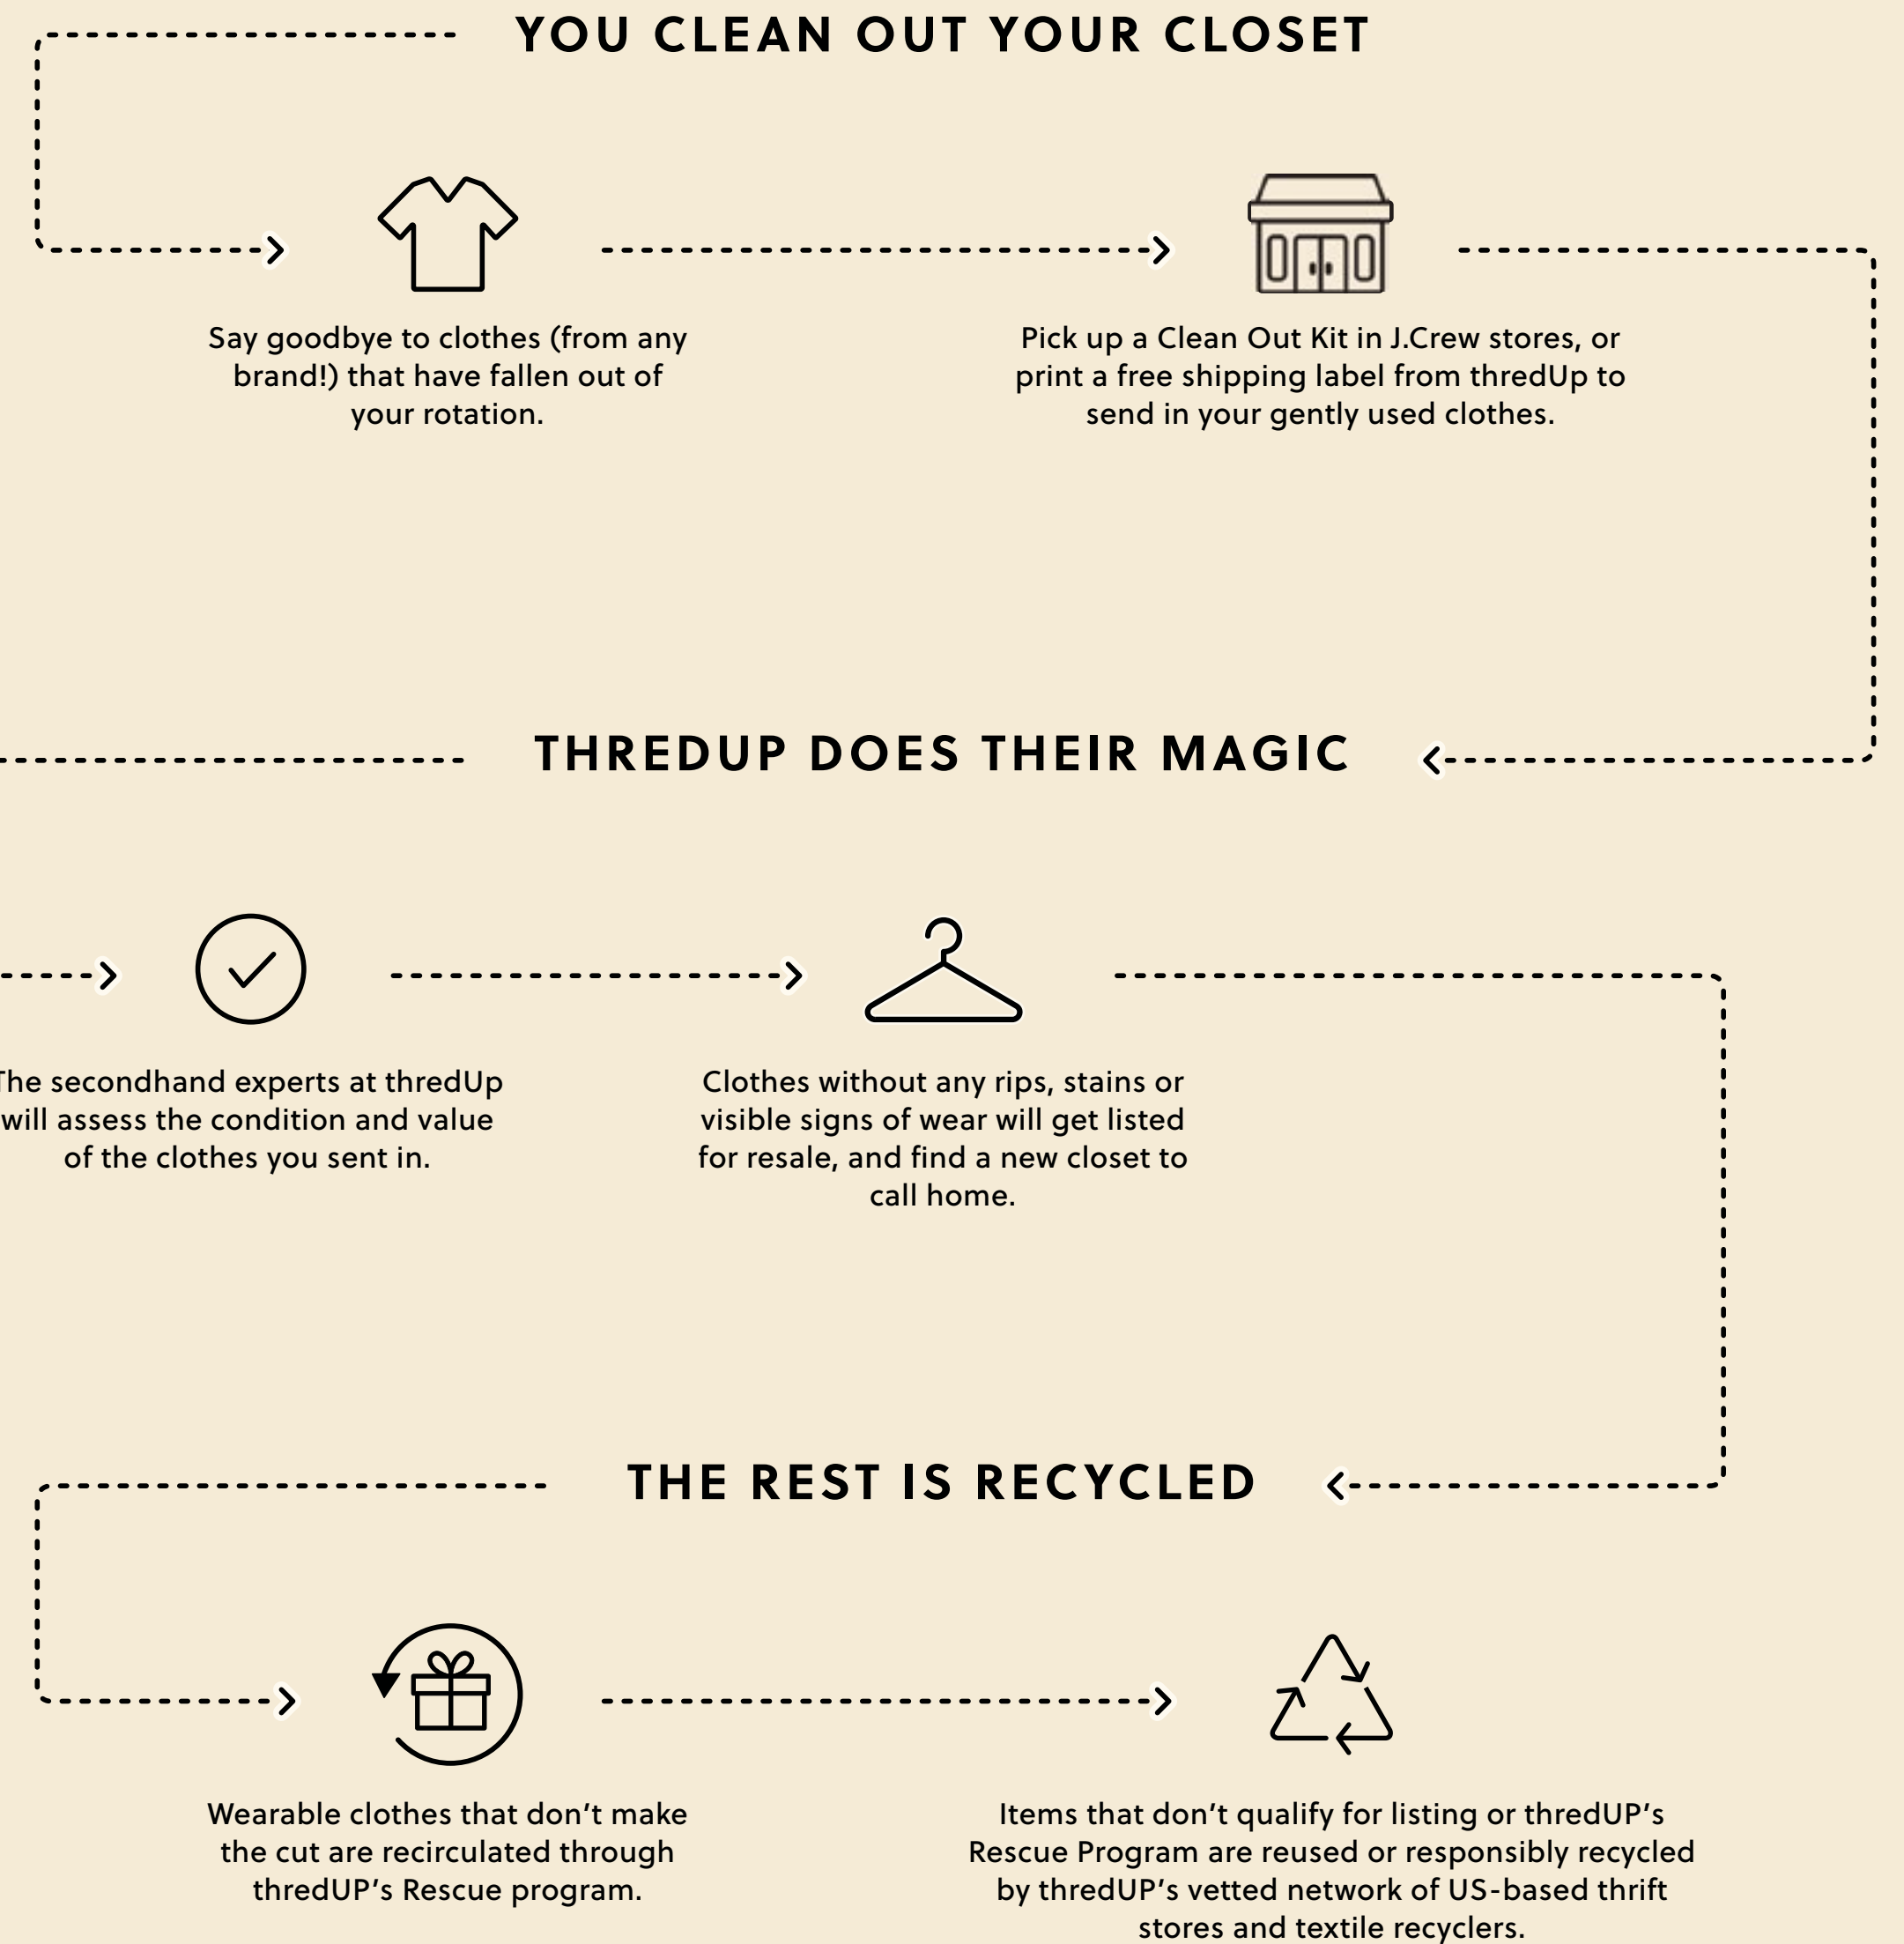 YOU CLEAN OUT YOUR CLOSET
Say goodbye to clothes (from any
brand!) that have fallen out of
your rotation.
Pick up a Clean Out Kit in J.Crew stores, or
print a free shipping label from thredUp to
send in your gently used clothes.
THREDUP DOES THEIR MAGIC
The secondhand experts at thredUp
will assess the condition and value
of the clothes you sent in.
Clothes without any rips, stains or
visible signs of wear will get listed
for resale, and find a new closet to
call home.
THE REST IS RECYCLED
Wearable clothes that don’t make
the cut are recirculated through
thredUP’s Rescue program.
Items that don’t qualify for listing or thredUP’s
Rescue Program are reused or responsibly recycled
by thredUP’s vetted network of US-based thrift
stores and textile recyclers.